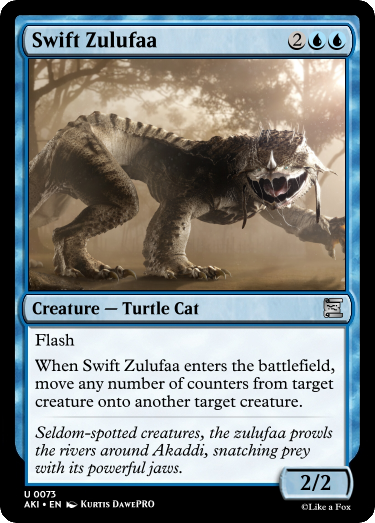 Swift Zulufaa 2
Flash
Creature — Turtle Cat
When Swift Zulufaa enters the battlefield,
move any number of counters from target
creature onto another target creature.
Seldom-spotted creatures, the zulufaa prowls
the rivers around Akaddi, snatching prey
with its powerful jaws.
2/2
U 0073
AKI • EN Kurtis DawePRO
©Like a Fox